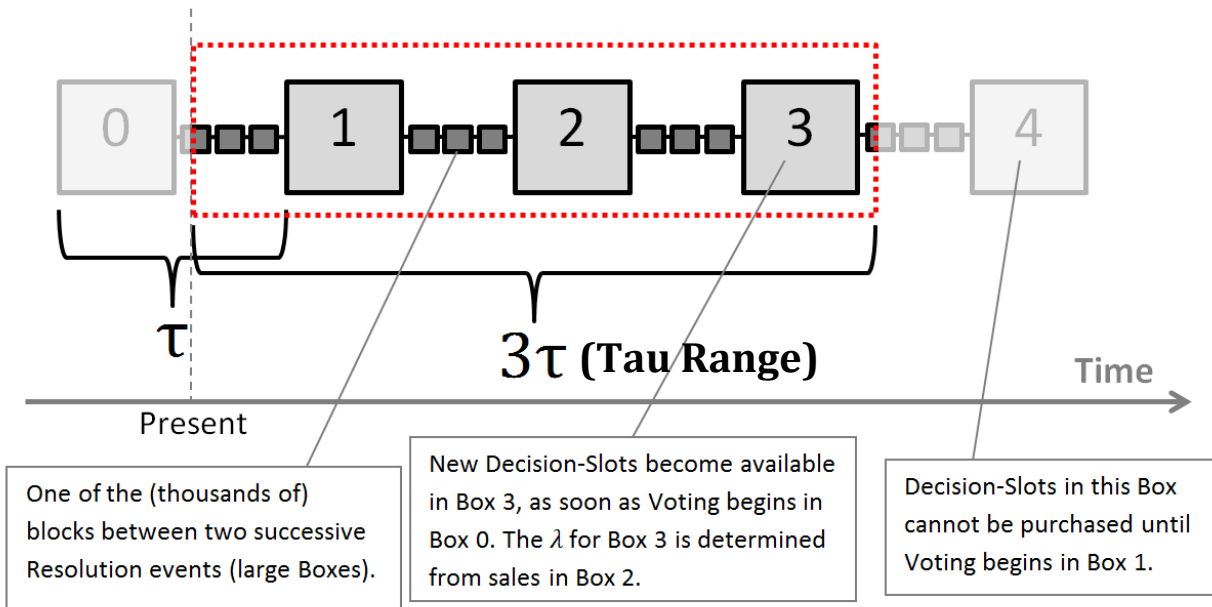 0
1
2
3
4
τ
3τ (Tau Range)
Time
Present
One of the (thousands of)
blocks between two successive
Resolution events (large Boxes).
New Decision-Slots become available
in Box 3, as soon as Voting begins in
Box 0. The λ for Box 3 is determined
from sales in Box 2.
Decision-Slots in this Box
cannot be purchased until
Voting begins in Box 1.